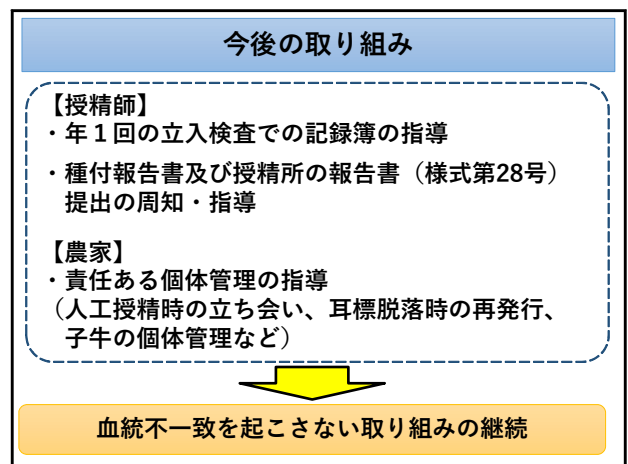 今後の取り組み
【授精師】
・年１回の立入検査での記録簿の指導
・種付報告書及び授精所の報告書（様式第28号）
提出の周知・指導
【農家】
・責任ある個体管理の指導
（人工授精時の立ち会い、耳標脱落時の再発行、
子牛の個体管理など）
血統不一致を起こさない取り組みの継続